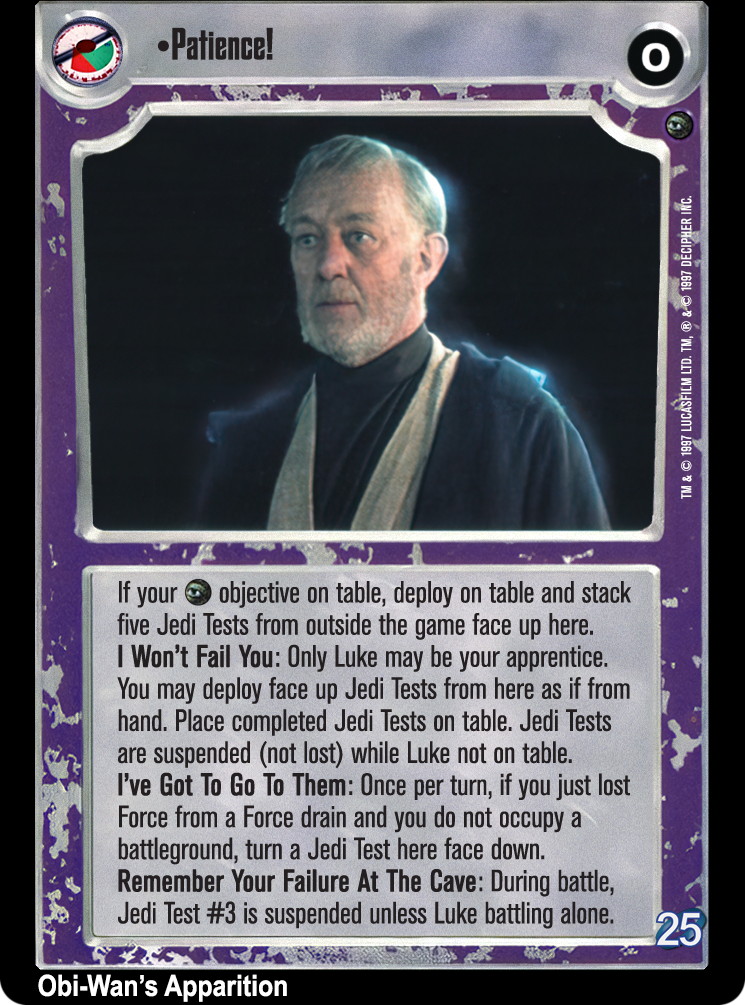 •Patience!
O
TM & © 1997 LUCASFILM LTD. TM, ® & © 1997 DECIPHER INC.
If your objective on table, deploy on table and stack
five Jedi Tests from outside the game face up here.
I Won't Fail You: Only Luke may be your apprentice.
You may deploy face up Jedi Tests from here as if from
hand. Place completed Jedi Tests on table. Jedi Tests
are suspended (not lost) while Luke not on table.
I've Got To Go To Them: Once per turn, if you just lost
Force from a Force drain and you do not occupy a
battleground, turn a Jedi Test here face down.
Remember Your Failure At The Cave: During battle,
Jedi Test #3 is suspended unless Luke battling alone.
25
Obi-Wan's Apparition